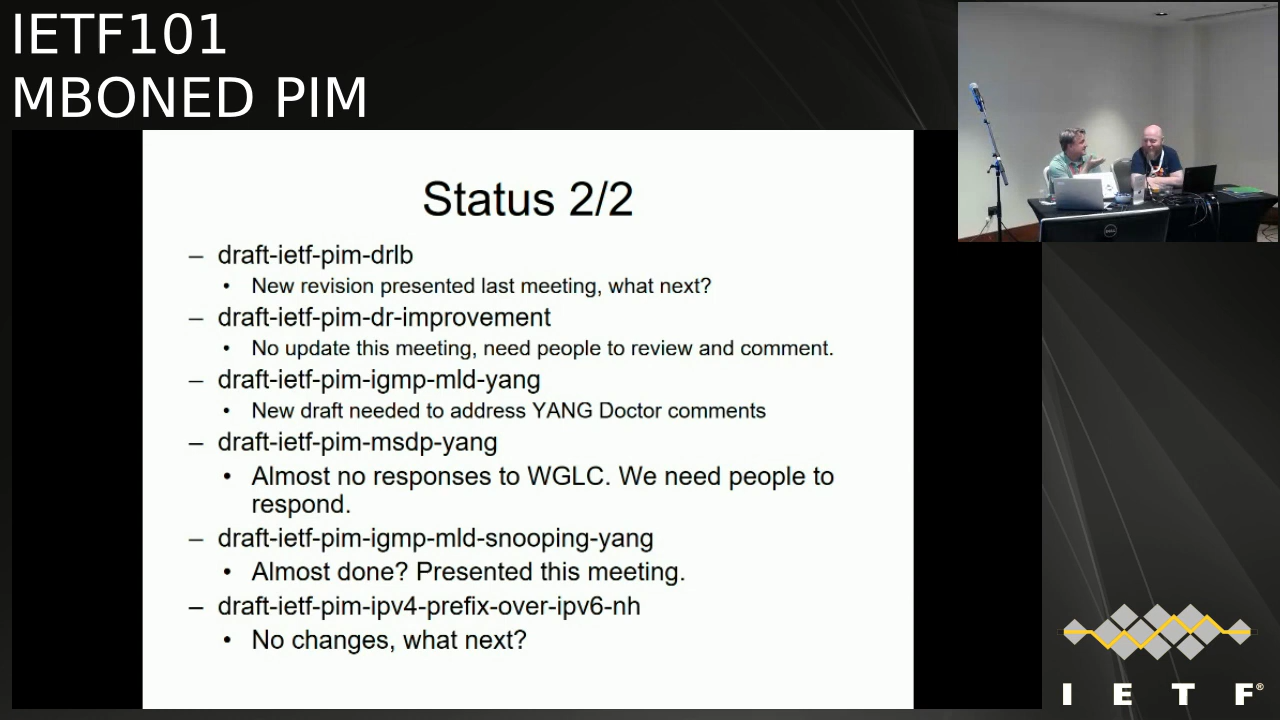 IETF101
MBONED PIM
Status 2/2
– draft-ietf-pim-drlb
• New revision presented last meeting, what next?
– draft-ietf-pim-dr-improvement
• No update this meeting, need people to review and comment.
– draft-ietf-pim-igmp-mld-yang
• New draft needed to address YANG Doctor comments
– draft-ietf-pim-msdp-yang
• Almost no responses to WGLC. We need people to
respond.
– draft-ietf-pim-igmp-mld-snooping-yang
• Almost done? Presented this meeting.
– draft-ietf-pim-ipv4-prefix-over-ipv6-nh
• No changes, what next?
DELL
I E T F®